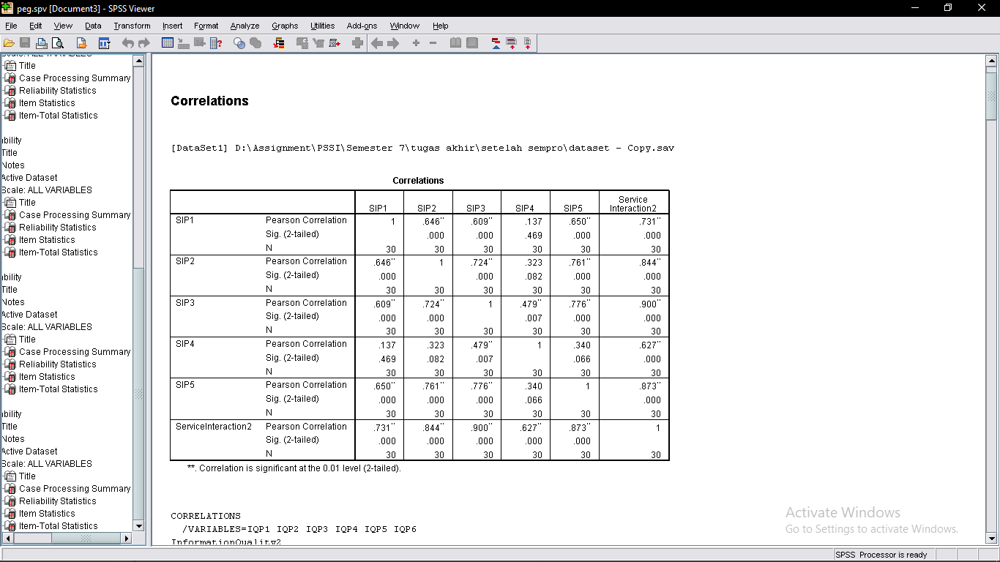 peg.spv [Document3] - SPSS Viewer
File Edit View Data Transform Insert Format Analyze Graphs Utilities Add-ons Window Help
Title
Case Processing Summary
Reliability Statistics
Item Statistics
Item-Total Statistics
ability
Title
Notes
Active Dataset
Scale: ALL VARIABLES
Title
Case Processing Summary
Reliability Statistics
Item Statistics
Item-Total Statistics
ability
Title
Notes
Active Dataset
Scale: ALL VARIABLES
Title
Case Processing Summary
Reliability Statistics
Item Statistics
Item-Total Statistics
ability
Title
Notes
Active Dataset
Scale: ALL VARIABLES
Title
Case Processing Summary
Reliability Statistics
Item Statistics
Item-Total Statistics
Correlations
[DataSet1] D:\Assignment\PSSI\Semester 7\tugas akhir\setelah sempro\dataset - Copy.sav
Correlations
SIP1 SIP2 SIP3 SIP4 SIP5 Service Interaction2
SIP1 Pearson Correlation 1 .646** .609** .137 .650** .731**
Sig. (2-tailed) .000 .000 .469 .000 .000
N 30 30 30 30 30 30
SIP2 Pearson Correlation .646** 1 .724** .323 .761** .844**
Sig. (2-tailed) .000 .000 .082 .000 .000
N 30 30 30 30 30 30
SIP3 Pearson Correlation .609** .724** 1 .479** .776** .900**
Sig. (2-tailed) .000 .000 .007 .000 .000
N 30 30 30 30 30 30
SIP4 Pearson Correlation .137 .323 .479** 1 .340 .627**
Sig. (2-tailed) .469 .082 .007 .066 .000
N 30 30 30 30 30 30
SIP5 Pearson Correlation .650** .761** .776** .340 1 .873**
Sig. (2-tailed) .000 .000 .000 .066 .000
N 30 30 30 30 30 30
ServiceInteraction2 Pearson Correlation .731** .844** .900** .627** .873** 1
Sig. (2-tailed) .000 .000 .000 .000 .000
N 30 30 30 30 30 30
**. Correlation is significant at the 0.01 level (2-tailed).
CORRELATIONS
/VARIABLES=IQP1 IQP2 IQP3 IQP4 IQP5 IQP6
InformationQuality2
Activate Windows
Go to Settings to activate Windows.
SPSS Processor is ready